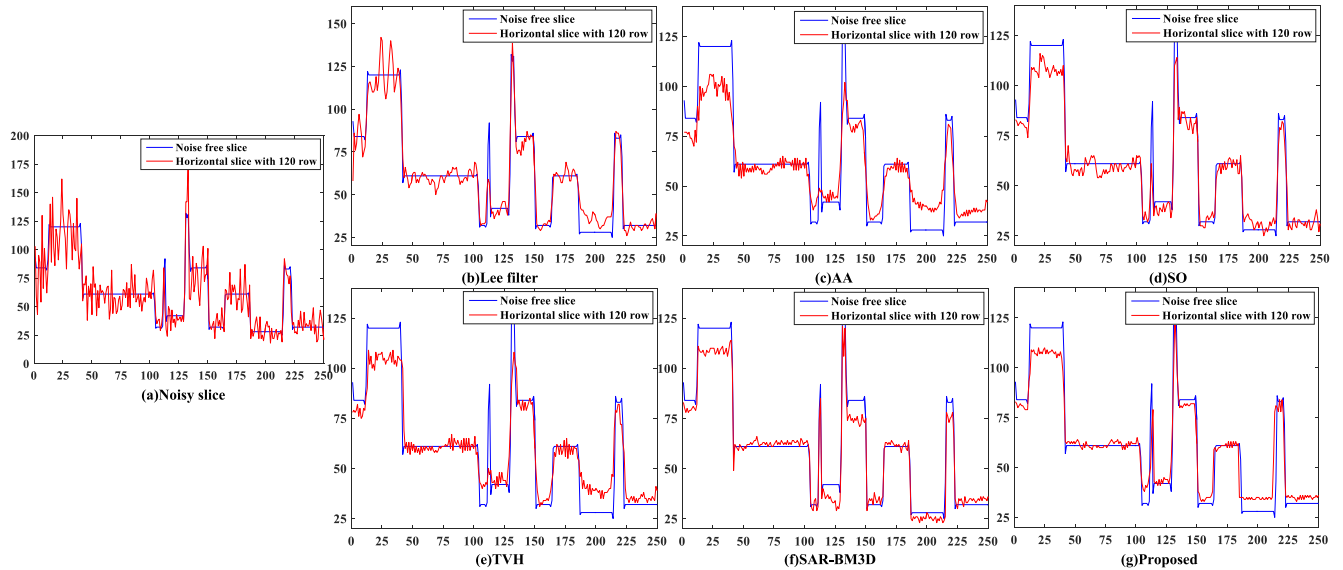 Noise free slice
Horizontal slice with 120 row
150
125
100
75
50
25
0 25 50 75 100 125 150 175 200 225 250
(b)Lee filter
Noise free slice
Horizontal slice with 120 row
125
100
75
50
25
0 25 50 75 100 125 150 175 200 225 250
(c)AA
Noise free slice
Horizontal slice with 120 row
125
100
75
50
25
0 25 50 75 100 125 150 175 200 225 250
(d)SO
Noise free slice
Horizontal slice with 120 row
200
175
150
125
100
75
50
25
0
0 25 50 75 100 125 150 175 200 225 250
(a)Noisy slice
Noise free slice
Horizontal slice with 120 row
125
100
75
50
25
0 25 50 75 100 125 150 175 200 225 250
(e)TVH
Noise free slice
Horizontal slice with 120 row
125
100
75
50
25
0 25 50 75 100 125 150 175 200 225 250
(f)SAR-BM3D
Noise free slice
Horizontal slice with 120 row
125
100
75
50
25
0 25 50 75 100 125 150 175 200 225 250
(g)Proposed